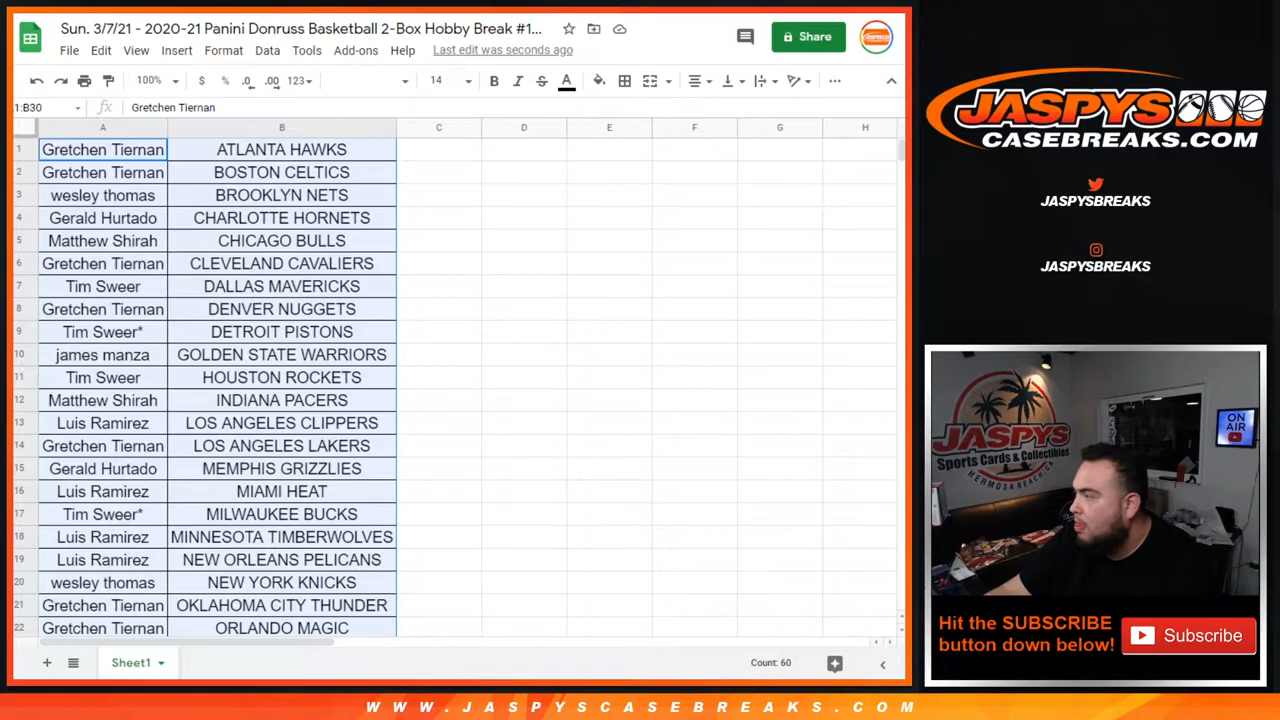 Sun. 3/7/21 - 2020-21 Panini Donruss Basketball 2-Box Hobby Break #1...
File Edit View Insert Format Data Tools Add-ons Help Last edit was seconds ago
Share
100% $ % .0 .00 123 14 B I S A
1:B30 fx Gretchen Tiernan
A B C D E F G H
1 Gretchen Tiernan ATLANTA HAWKS
2 Gretchen Tiernan BOSTON CELTICS
3 wesley thomas BROOKLYN NETS
4 Gerald Hurtado CHARLOTTE HORNETS
5 Matthew Shirah CHICAGO BULLS
6 Gretchen Tiernan CLEVELAND CAVALIERS
7 Tim Sweer DALLAS MAVERICKS
8 Gretchen Tiernan DENVER NUGGETS
9 Tim Sweer* DETROIT PISTONS
10 james manza GOLDEN STATE WARRIORS
11 Tim Sweer HOUSTON ROCKETS
12 Matthew Shirah INDIANA PACERS
13 Luis Ramirez LOS ANGELES CLIPPERS
14 Gretchen Tiernan LOS ANGELES LAKERS
15 Gerald Hurtado MEMPHIS GRIZZLIES
16 Luis Ramirez MIAMI HEAT
17 Tim Sweer* MILWAUKEE BUCKS
18 Luis Ramirez MINNESOTA TIMBERWOLVES
19 Luis Ramirez NEW ORLEANS PELICANS
20 wesley thomas NEW YORK KNICKS
21 Gretchen Tiernan OKLAHOMA CITY THUNDER
22 Gretchen Tiernan ORLANDO MAGIC
Sheet1
Count: 60
JASPYS
CASEBREAKS.COM
JASPYSBREAKS
JASPYSBREAKS
JASPYS
Sports Cards & Collectibles
HERMOSA BEACH, CA
ON
AIR
Hit the SUBSCRIBE
button down below!
Subscribe
WWW.JASPYSCASEBREAKS.COM